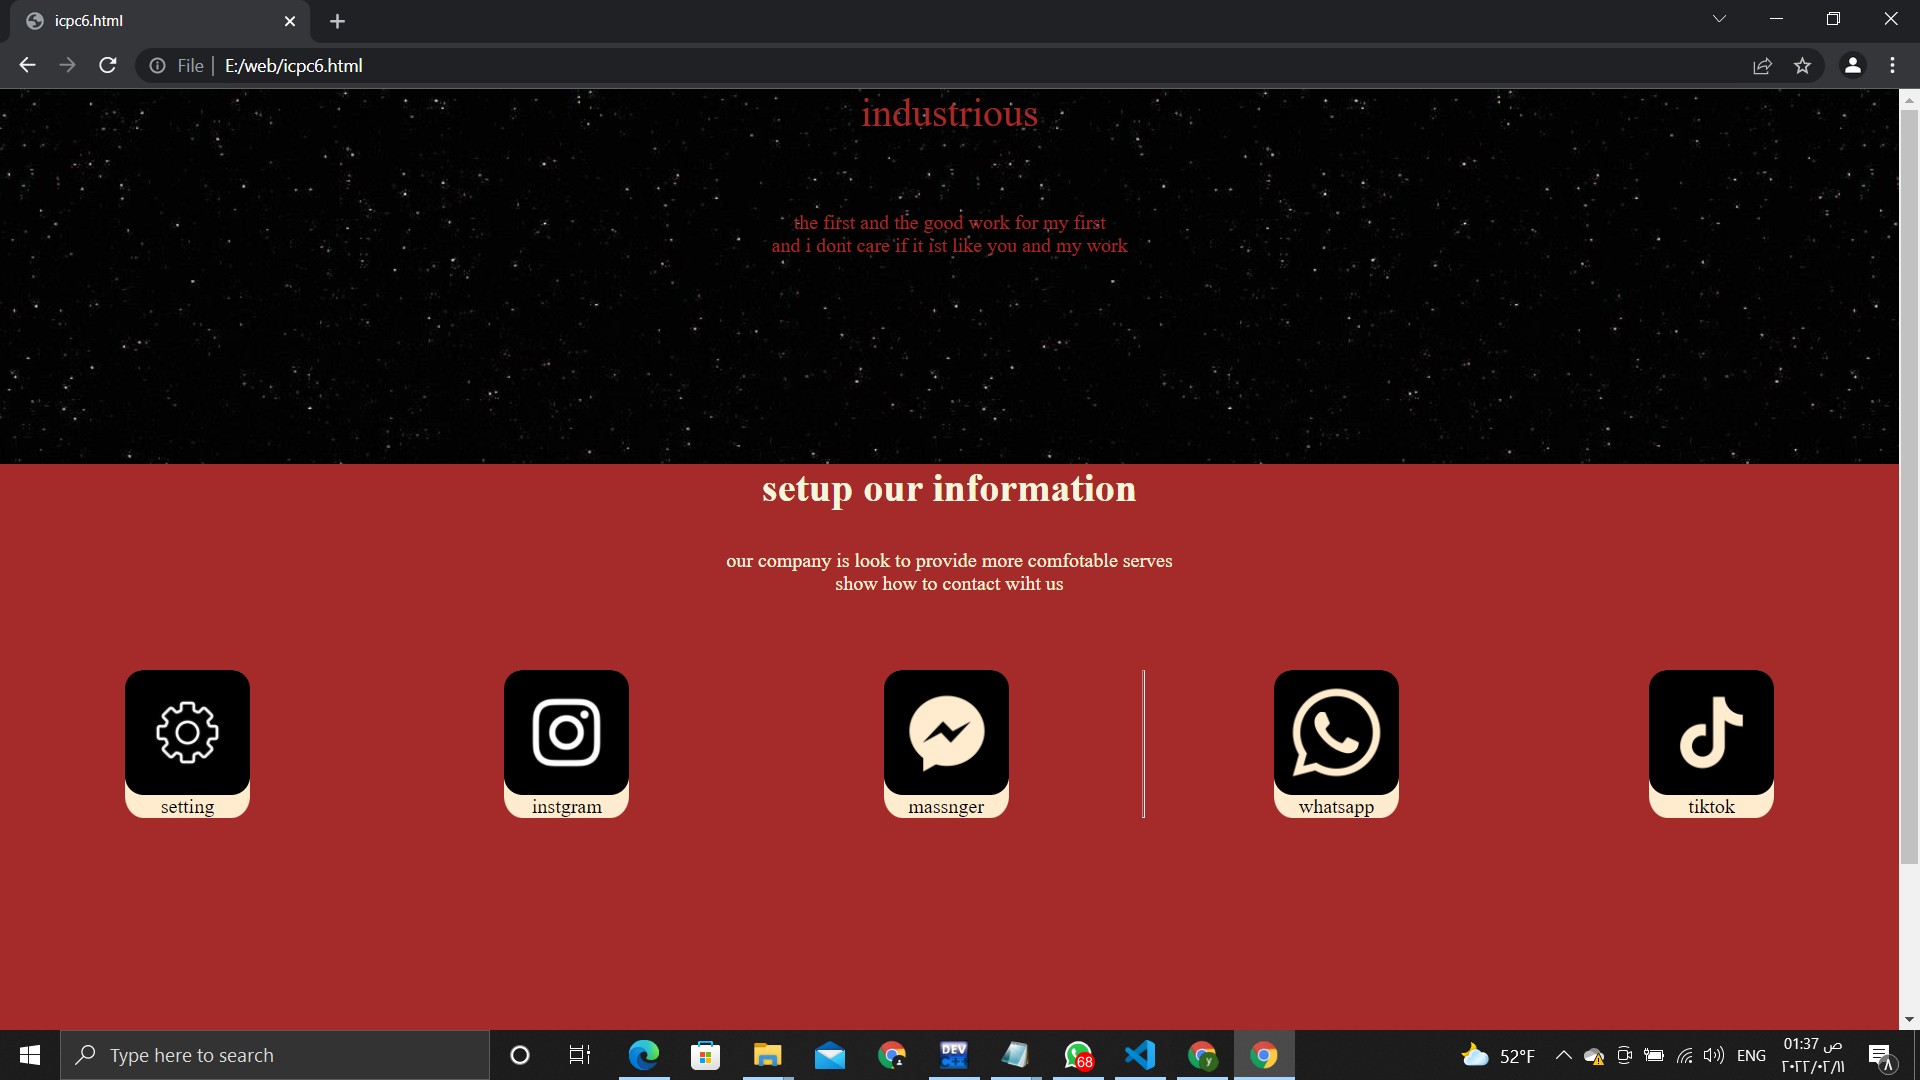 icpc6.html
File | E:/web/icpc6.html
industrious
the first and the good work for my first
and i dont care if it ist like you and my work
setup our information
our company is look to provide more comfotable serves
show how to contact wiht us
setting
instgram
massnger
whatsapp
tiktok
Type here to search
DEV
C++
68
y
52°F
ENG
01:37 ص
٢٠٢٢/٠٢/١١
٨